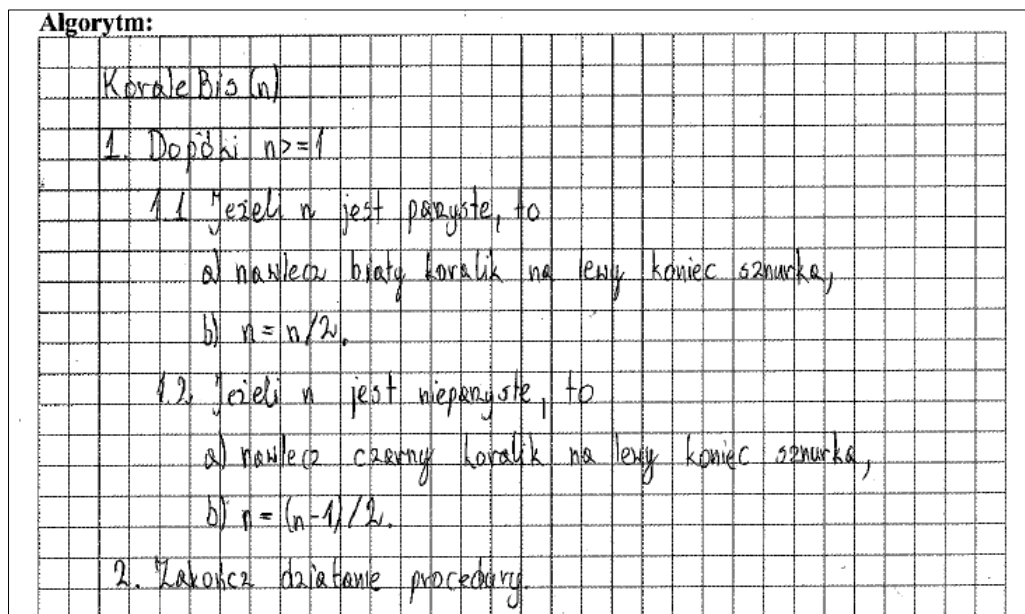 Algorytm:
KoraleBis(n)
1. Dopóki n>=1
1.1 Jeżeli n jest parzyste, to
a) nawlecz biały koralik na lewy koniec sznurka,
b) n = n/2.
1.2. Jeżeli n jest nieparzyste, to
a) nawlecz czarny koralik na lewy koniec sznurka,
b) n = (n-1)/2.
2. Zakończ działanie procedury.